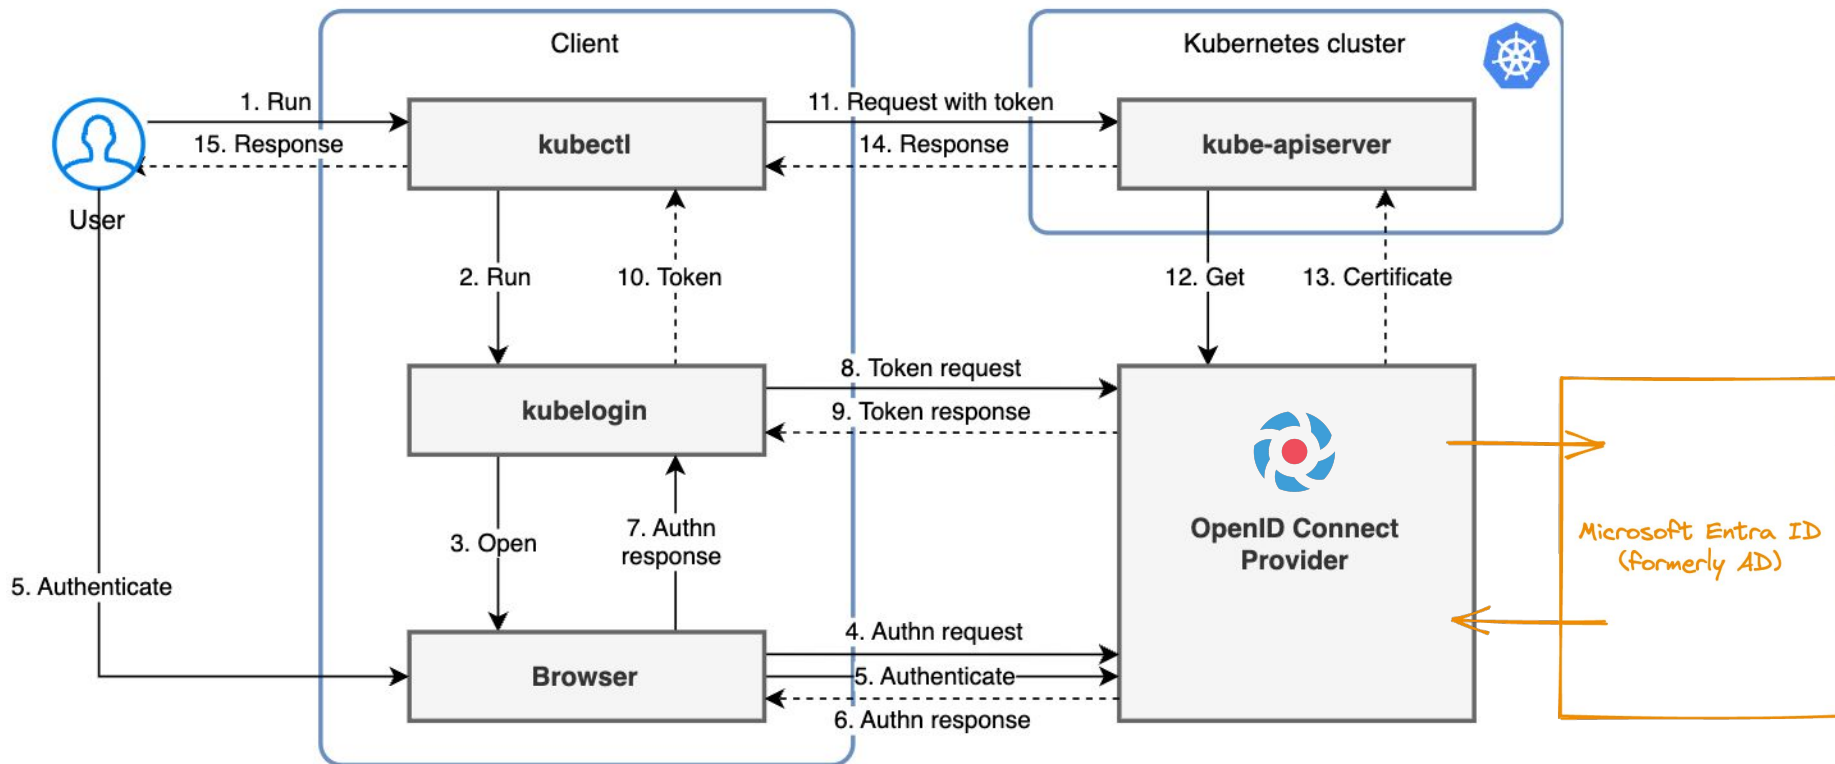 Client
Kubernetes cluster
1. Run
11. Request with token
kubectl
kube-apiserver
15. Response
14. Response
User
2. Run
10. Token
12. Get
13. Certificate
8. Token request
kubelogin
9. Token response
OpenID Connect
Provider
Microsoft Entra ID
(formerly AD)
3. Open
7. Authn
response
5. Authenticate
4. Authn request
Browser
5. Authenticate
6. Authn response